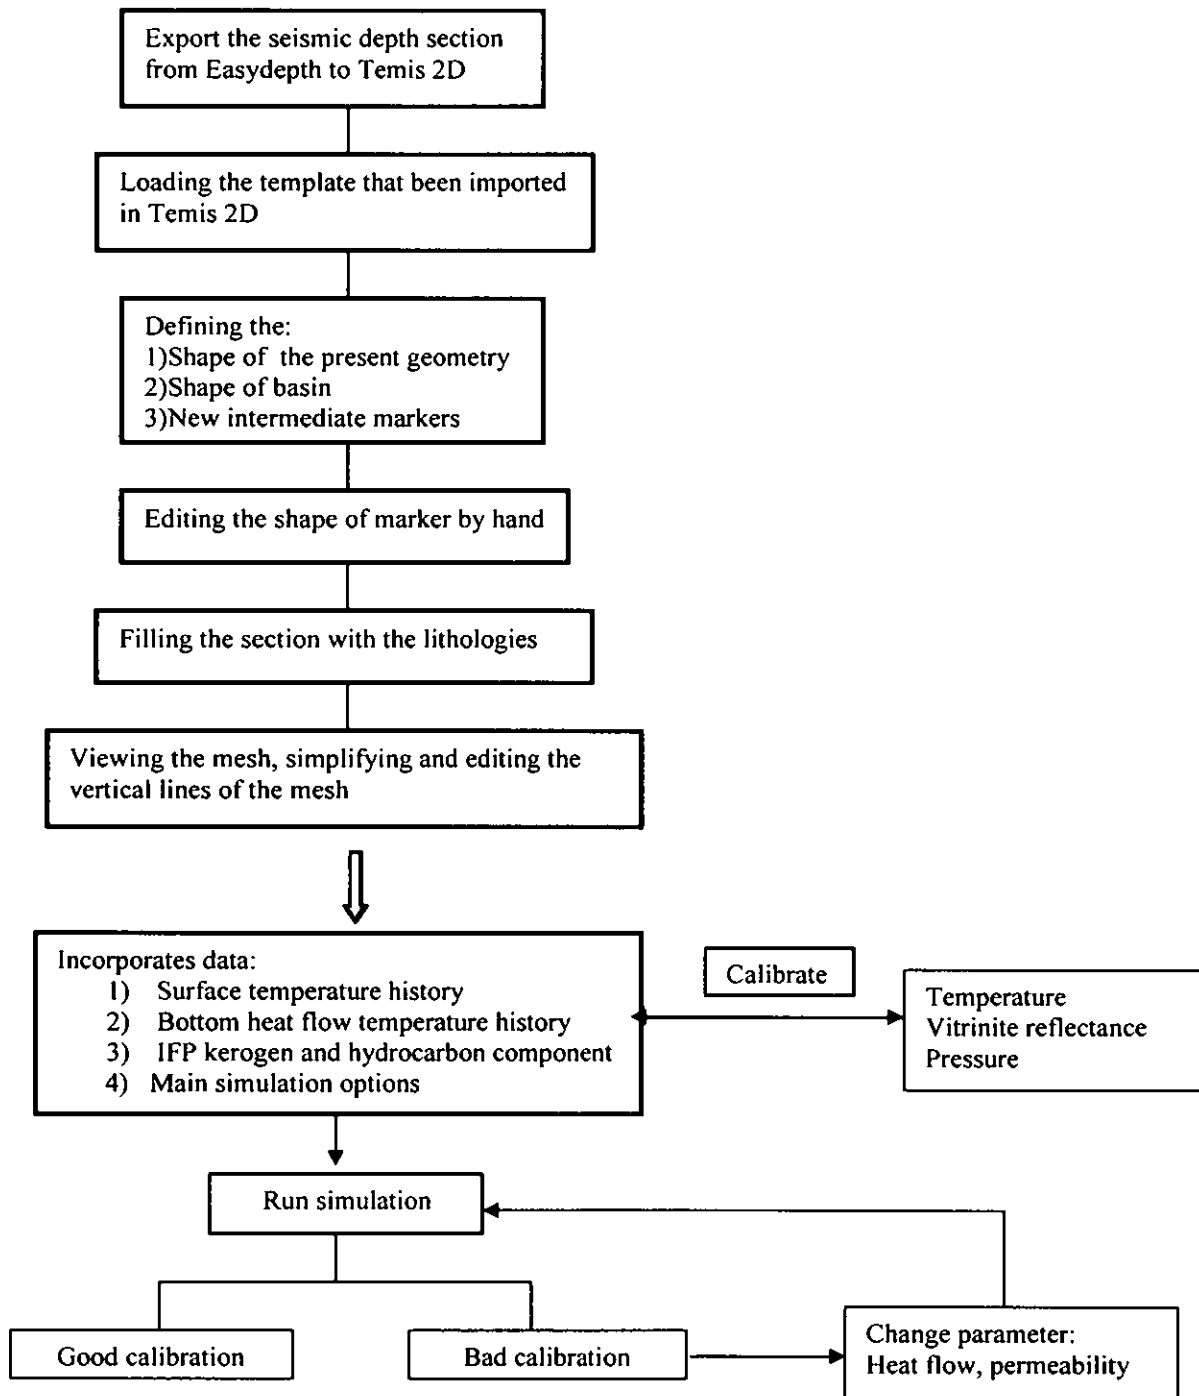 Export the seismic depth section
from Easydepth to Temis 2D
Loading the template that been imported
in Temis 2D
Defining the:
1)Shape of the present geometry
2)Shape of basin
3)New intermediate markers
Editing the shape of marker by hand
Filling the section with the lithologies
Viewing the mesh, simplifying and editing the
vertical lines of the mesh
Incorporates data:
1) Surface temperature history
2) Bottom heat flow temperature history
3) IFP kerogen and hydrocarbon component
4) Main simulation options
Calibrate
Temperature
Vitrinite reflectance
Pressure
Run simulation
Good calibration
Bad calibration
Change parameter:
Heat flow, permeability